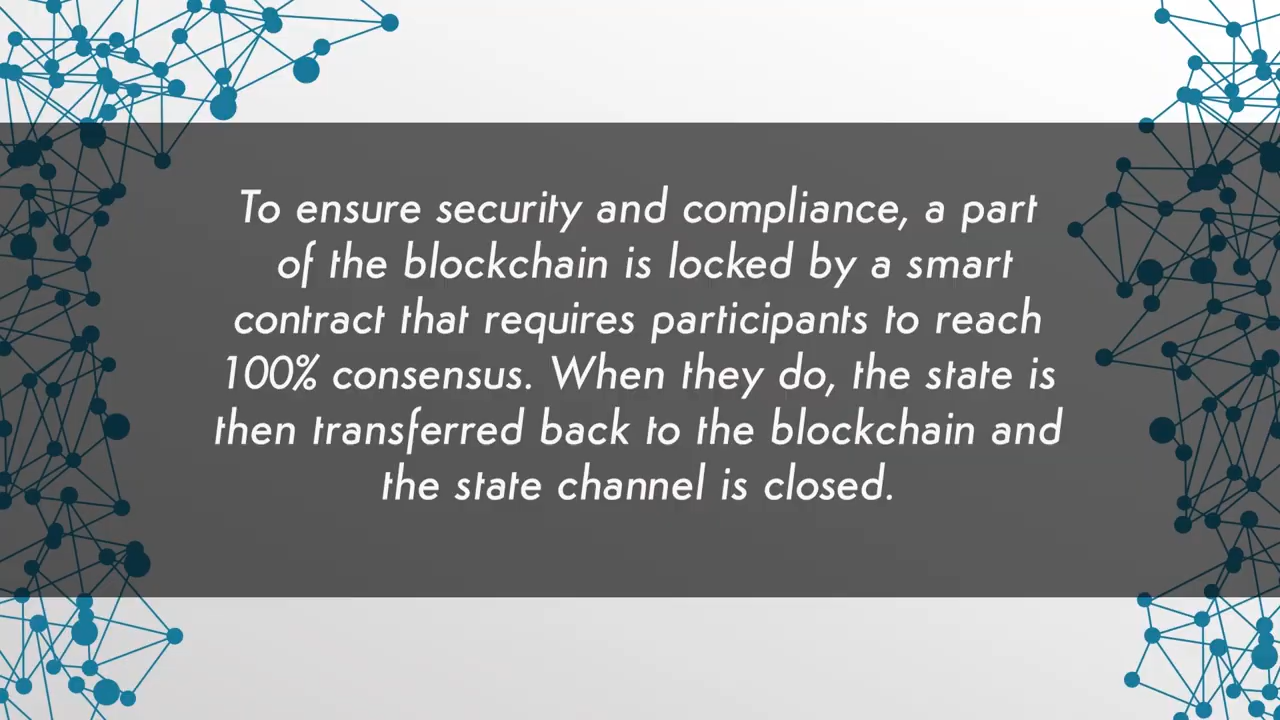 To ensure security and compliance, a part
of the blockchain is locked by a smart
contract that requires participants to reach
100% consensus. When they do, the state is
then transferred back to the blockchain and
the state channel is closed.